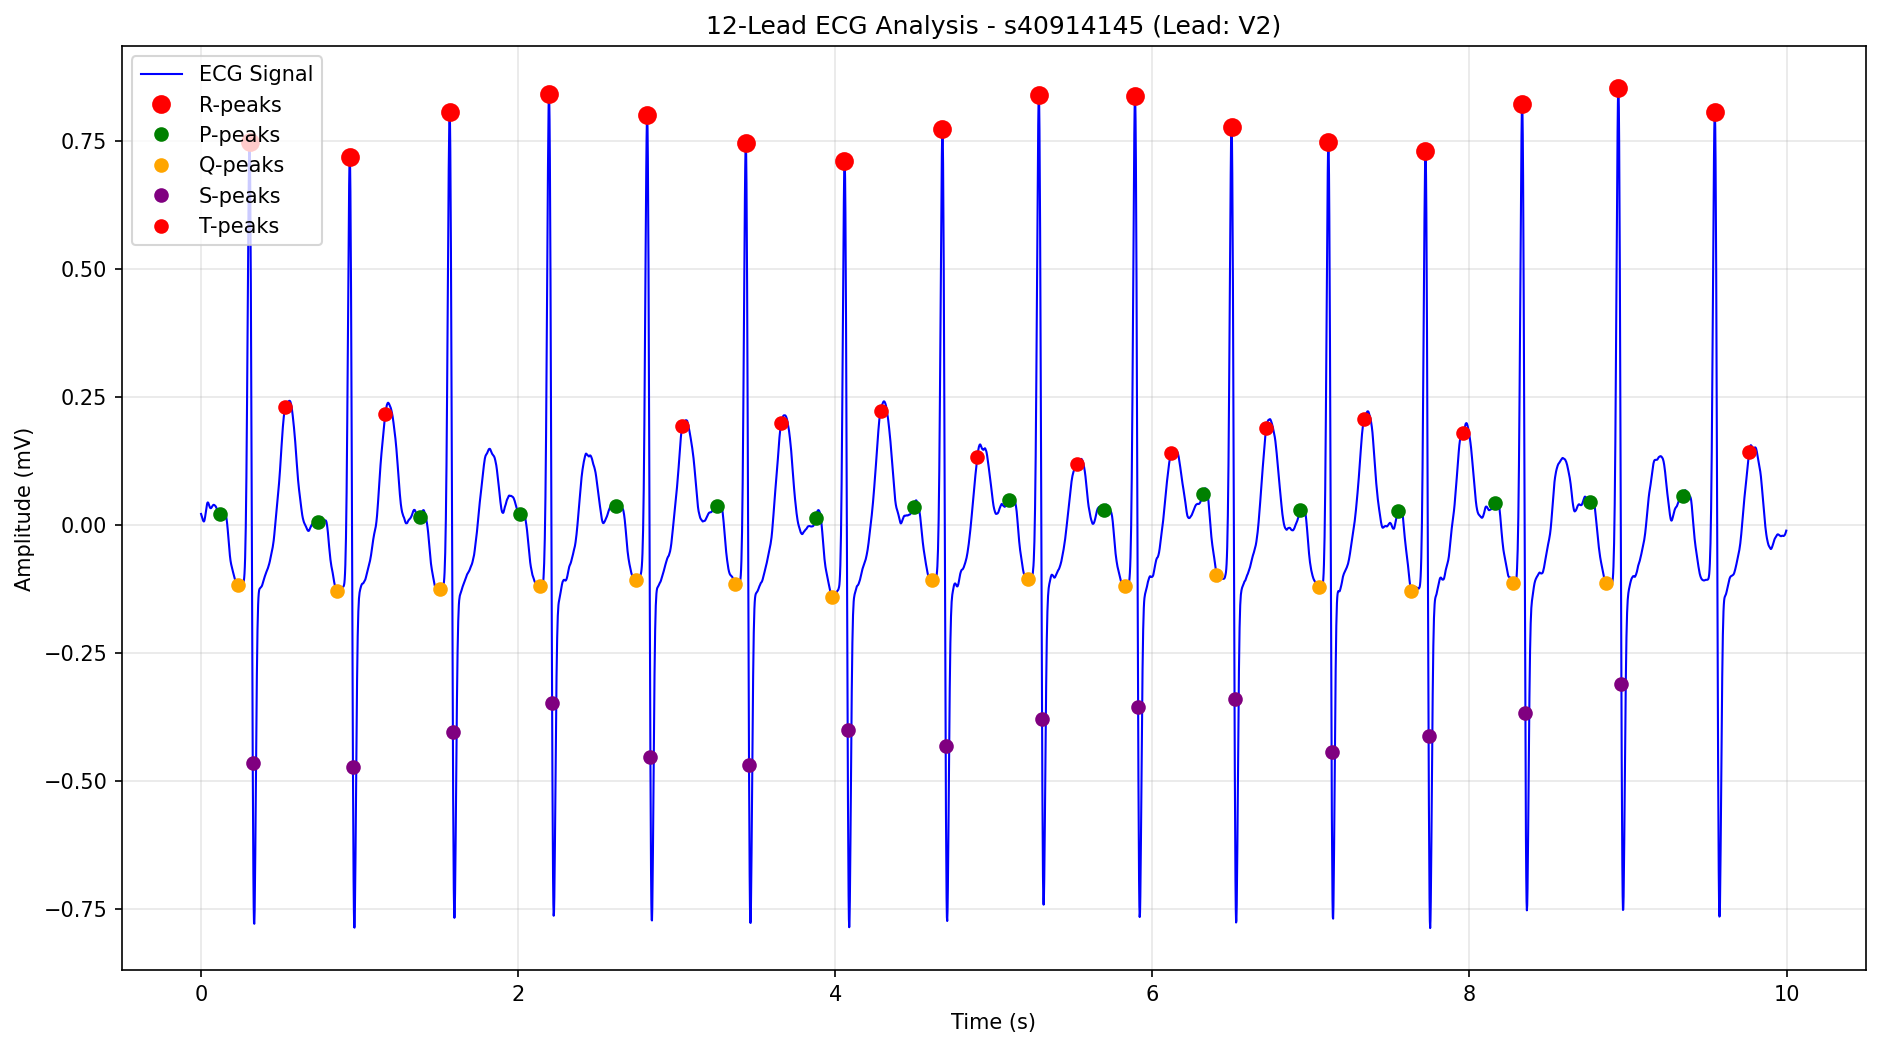 12-Lead ECG Analysis - s40914145 (Lead: V2)
ECG Signal
R-peaks
P-peaks
Q-peaks
S-peaks
T-peaks
Amplitude (mV)
0.75
0.50
0.25
0.00
−0.25
−0.50
−0.75
0 2 4 6 8 10
Time (s)